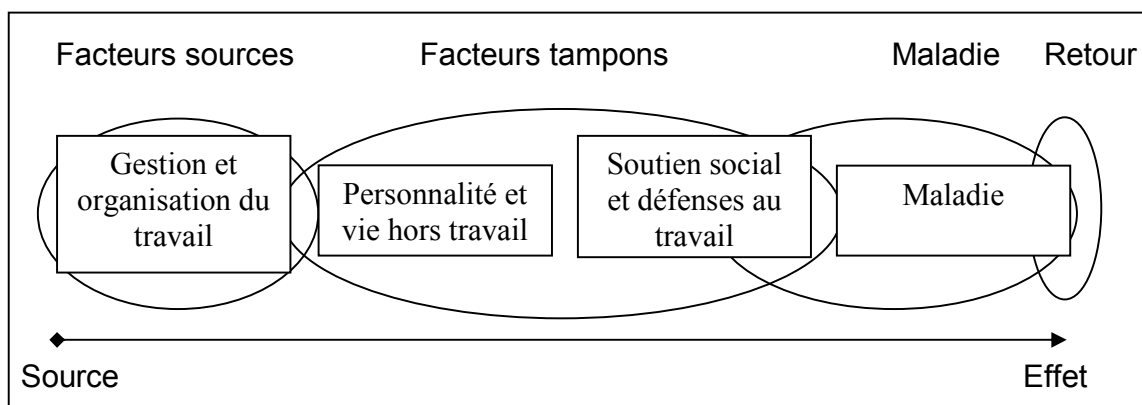 Facteurs sources Facteurs tampons Maladie Retour
Gestion et
organisation du
travail
Personnalité et
vie hors travail
Soutien social
et défenses au
travail
Maladie
Source Effet